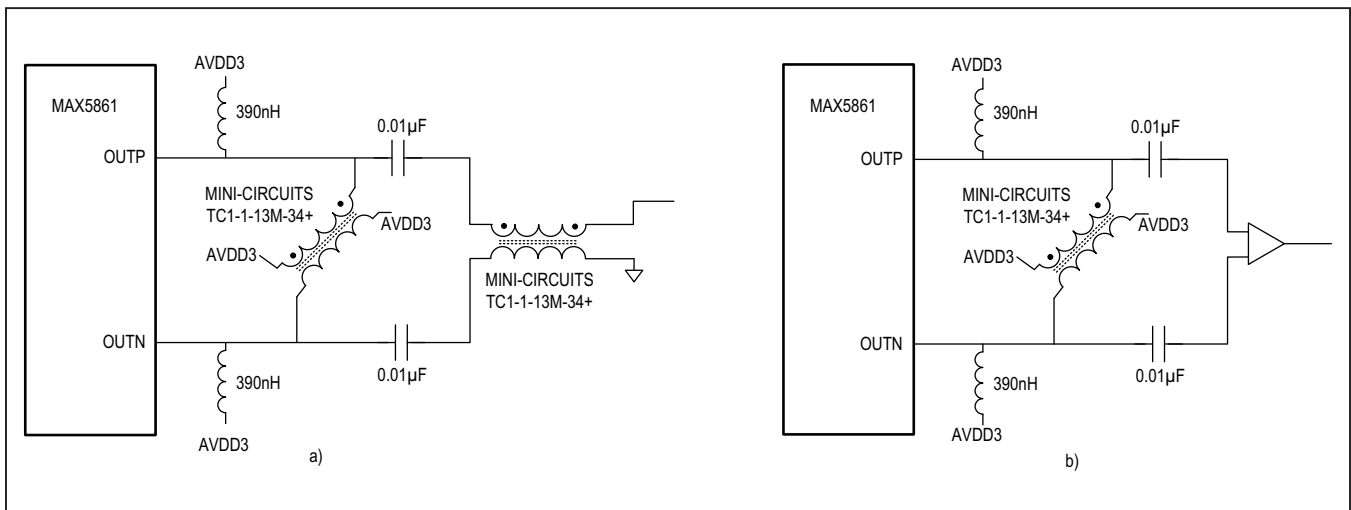 AVDD3
MAX5861
390nH
0.01µF
OUTP
MINI-CIRCUITS
TC1-1-13M-34+
AVDD3
AVDD3
MINI-CIRCUITS
TC1-1-13M-34+
OUTN
0.01µF
390nH
AVDD3
a)
AVDD3
MAX5861
390nH
0.01µF
OUTP
MINI-CIRCUITS
TC1-1-13M-34+
AVDD3
AVDD3
OUTN
0.01µF
390nH
AVDD3
b)